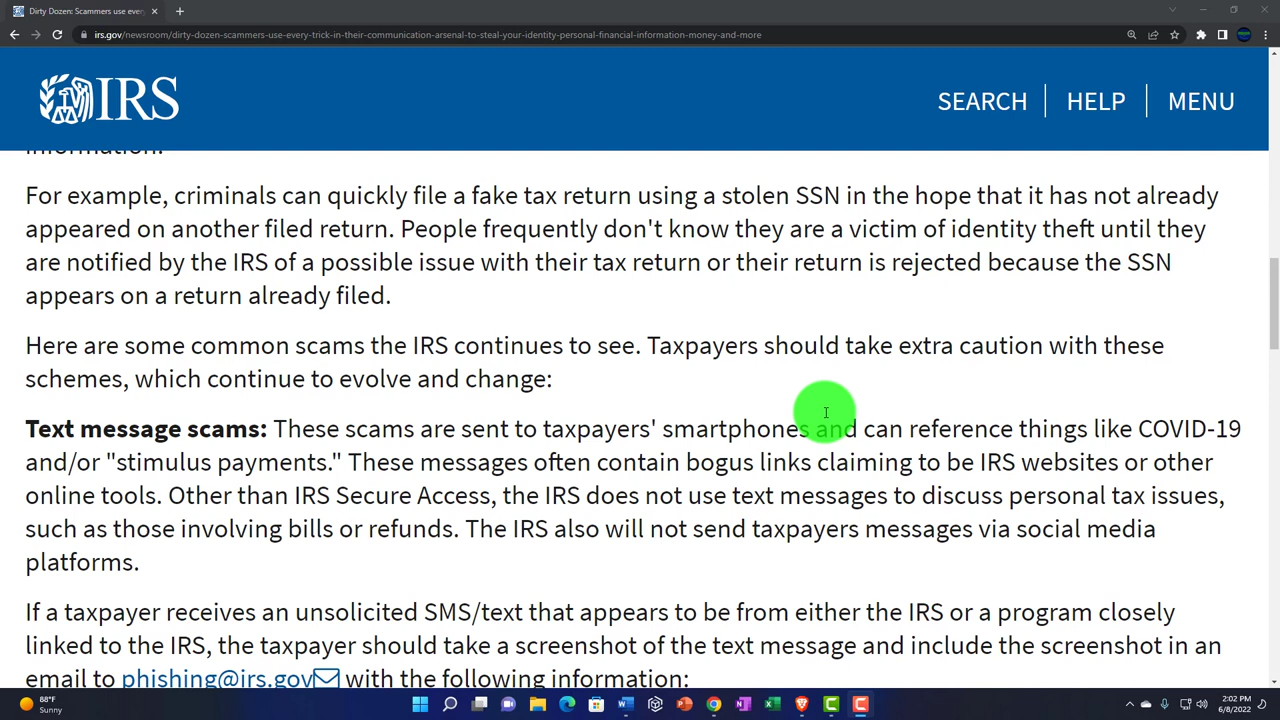 Dirty Dozen: Scammers use every
irs.gov/newsroom/dirty-dozen-scammers-use-every-trick-in-their-communication-arsenal-to-steal-your-identity-personal-financial-information-money-and-more
IRS
SEARCH
HELP
MENU
information.
For example, criminals can quickly file a fake tax return using a stolen SSN in the hope that it has not already
appeared on another filed return. People frequently don't know they are a victim of identity theft until they
are notified by the IRS of a possible issue with their tax return or their return is rejected because the SSN
appears on a return already filed.
Here are some common scams the IRS continues to see. Taxpayers should take extra caution with these
schemes, which continue to evolve and change:
Text message scams: These scams are sent to taxpayers' smartphones and can reference things like COVID-19
and/or "stimulus payments." These messages often contain bogus links claiming to be IRS websites or other
online tools. Other than IRS Secure Access, the IRS does not use text messages to discuss personal tax issues,
such as those involving bills or refunds. The IRS also will not send taxpayers messages via social media
platforms.
If a taxpayer receives an unsolicited SMS/text that appears to be from either the IRS or a program closely
linked to the IRS, the taxpayer should take a screenshot of the text message and include the screenshot in an
email to phishing@irs.gov with the following information:
88°F
Sunny
2:02 PM
6/8/2022